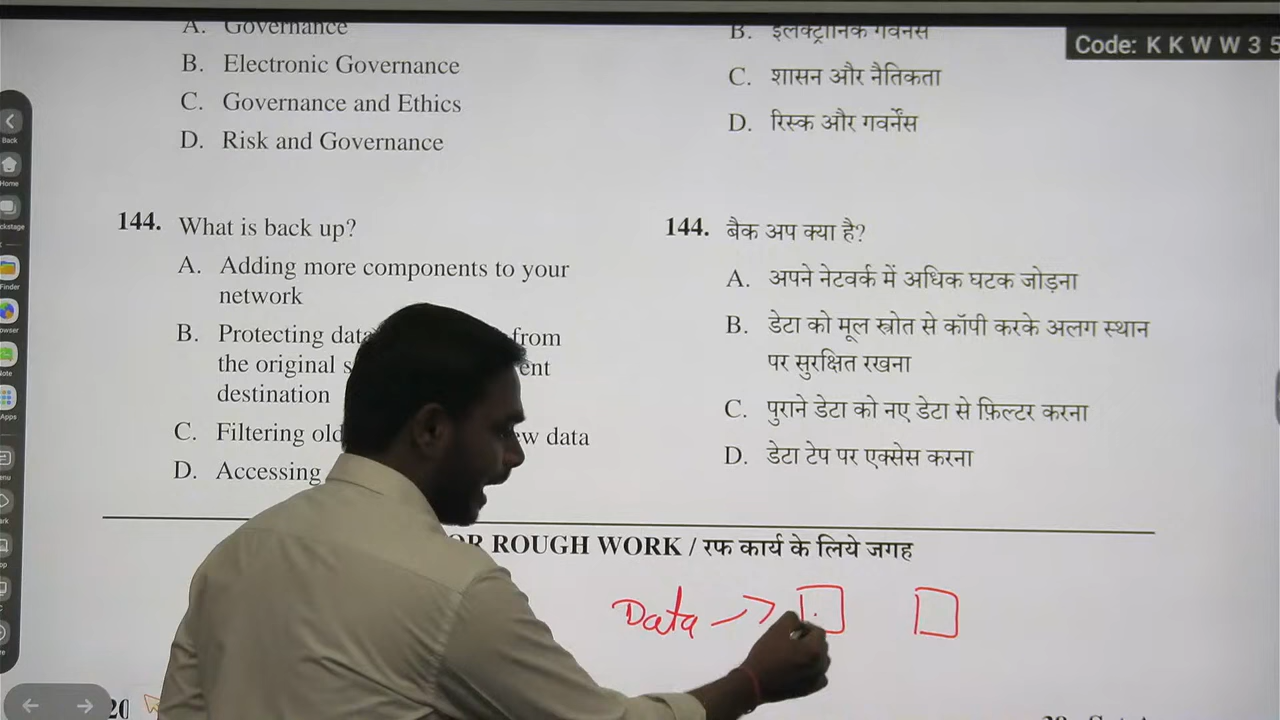 A. Governance
B. Electronic Governance
C. Governance and Ethics
D. Risk and Governance
B. इलेक्ट्रॉनिक गवर्नेंस
C. शासन और नैतिकता
D. रिस्क और गवर्नेंस
Code: K K W W 3 5
144. What is back up?
A. Adding more components to your
network
B. Protecting from
the original
destination
C. Filtering data
D. Accessing
144. बैक अप क्या है?
A. अपने नेटवर्क में अधिक घटक जोड़ना
B. डेटा को मूल स्त्रोत से कॉपी करके अलग स्थान
पर सुरक्षित रखना
C. पुराने डेटा को नए डेटा से फ़िल्टर करना
D. डेटा टेप पर एक्सेस करना
ROUGH WORK / रफ कार्य के लिये जगह
Data
Back
Home
20